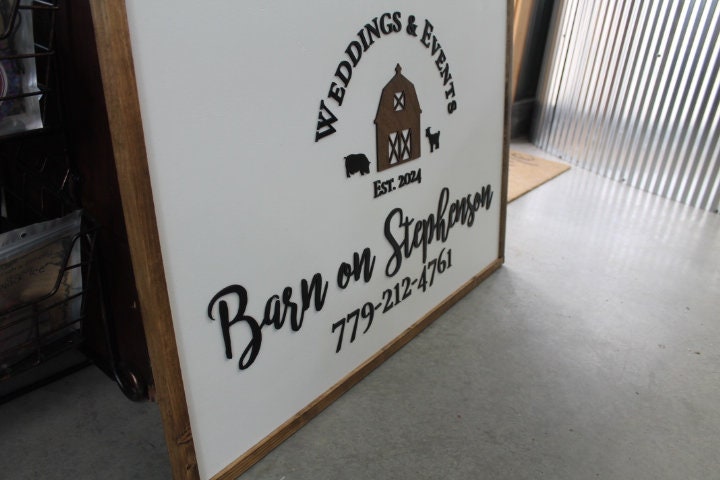 Weddings & Events
Est. 2024
Barn on Stephenson
779-212-4761